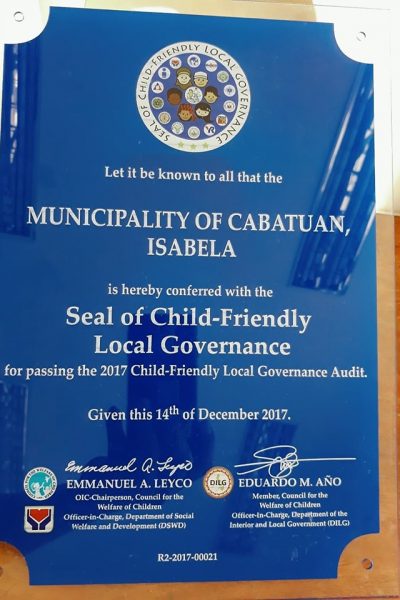 SEAL OF CHILD-FRIENDLY LOCAL GOVERNANCE
Let it be known to all that the
MUNICIPALITY OF CABATUAN,
ISABELA
is hereby conferred with the
Seal of Child-Friendly
Local Governance
for passing the 2017 Child-Friendly Local Governance Audit.
Given this 14th of December 2017.
Emmanuel A. Leyco
EMMANUEL A. LEYCO
OIC-Chairperson, Council for the
Welfare of Children
Officer-in-Charge, Department of Social
Welfare and Development (DSWD)
DILG
EDUARDO M. AÑO
Member, Council for the
Welfare of Children
Officer-In-Charge, Department of the
Interior and Local Government (DILG)
R2-2017-00021